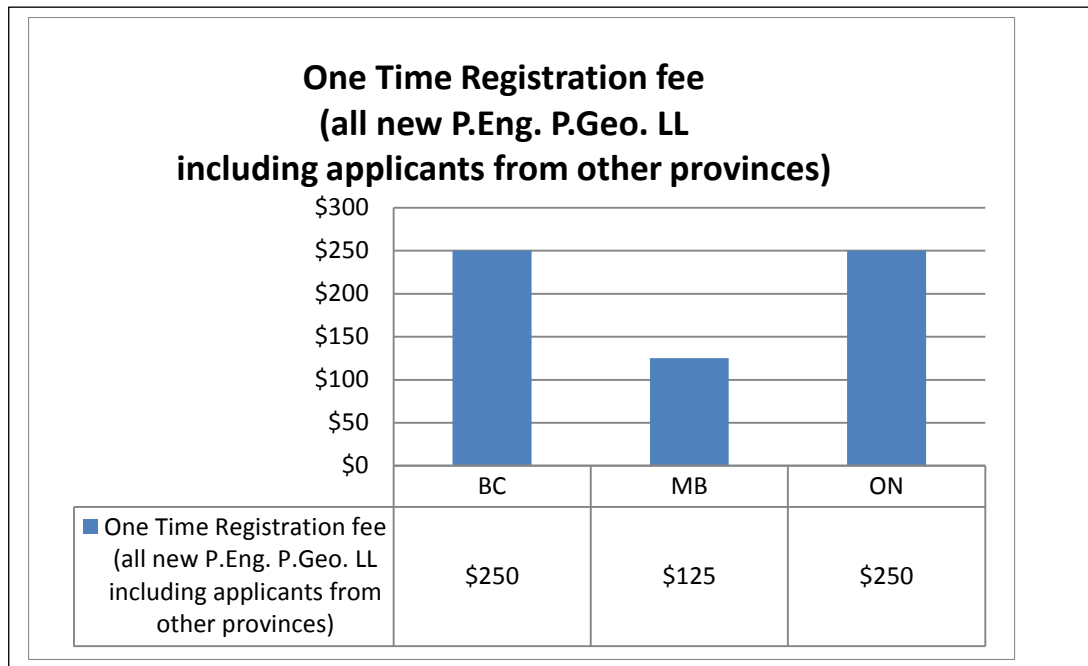 One Time Registration fee
(all new P.Eng. P.Geo. LL
including applicants from other provinces)
$300
$250
$200
$150
$100
$50
$0
BC MB ON
One Time Registration fee
(all new P.Eng. P.Geo. LL
including applicants from
other provinces)
$250 $125 $250